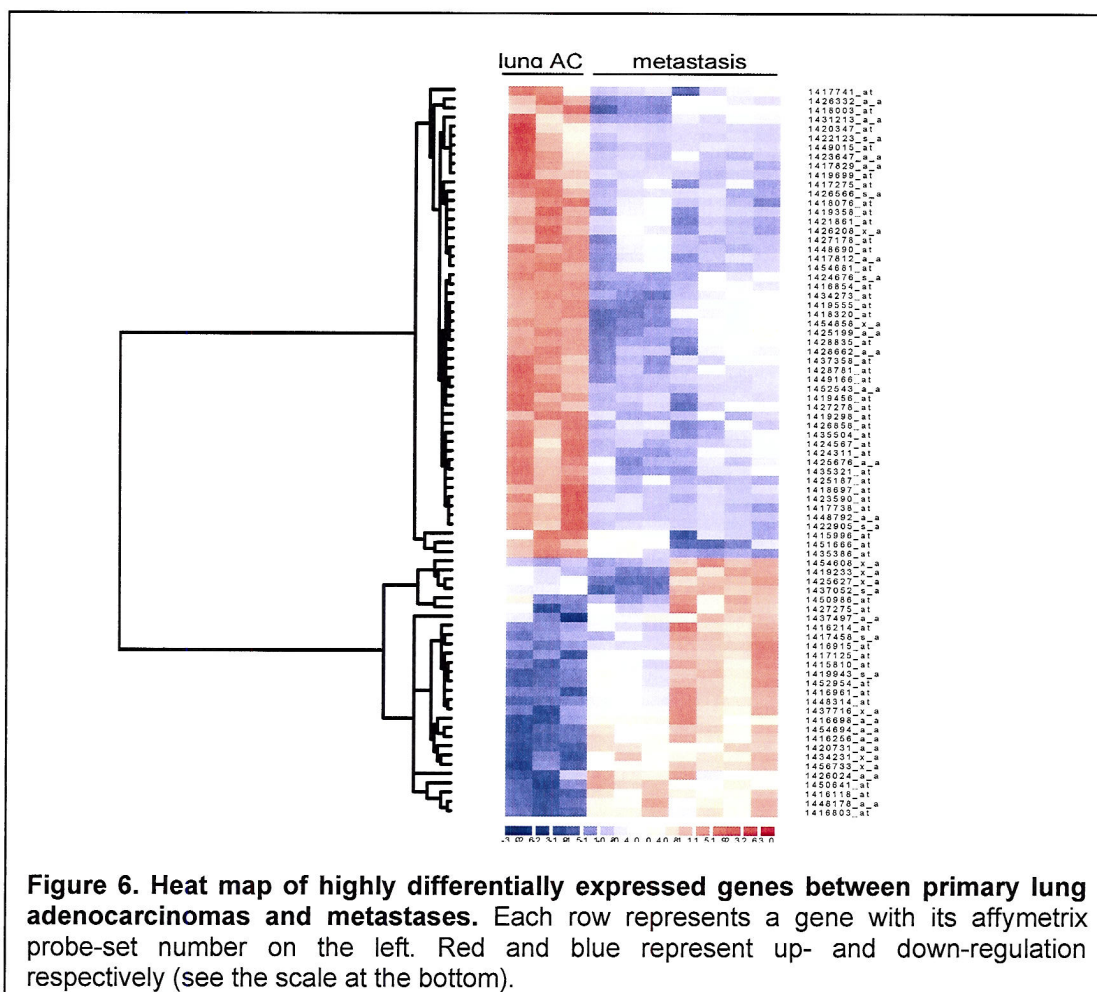 lung AC metastasis
1417741_at
1426332_a_a
1418003_at
1431213_a_a
1420347_at
1422123_s_a
1449015_at
1423647_a_a
1417829_a_a
1419699_at
1417275_at
1426566_s_a
1418076_at
1419358_at
1421861_at
1426208_x_a
1427178_at
1448690_at
1417812_a_a
1454681_at
1424676_s_a
1416854_at
1434273_at
1419555_at
1418320_at
1454858_x_a
1425199_a_a
1428835_at
1428662_a_a
1437358_at
1428781_at
1449166_at
1452543_a_a
1419456_at
1427278_at
1419298_at
1426858_at
1435504_at
1424567_at
1424311_at
1425676_a_a
1435321_at
1425187_at
1418697_at
1423590_at
1417738_at
1448792_a_a
1422905_s_a
1415996_at
1451666_at
1435386_at
1454608_x_a
1419233_x_a
1425627_x_a
1437052_s_a
1450986_at
1427275_at
1437497_a_a
1416214_at
1417458_s_a
1416915_at
1417125_at
1415810_at
1419943_s_a
1452954_at
1416961_at
1448314_at
1437716_x_a
1416698_a_a
1454694_a_a
1416256_a_a
1420731_a_a
1434231_x_a
1456733_x_a
1426024_a_a
1450641_at
1416118_at
1448178_a_a
1416803_at
Figure 6. Heat map of highly differentially expressed genes between primary lung
adenocarcinomas and metastases. Each row represents a gene with its affymetrix
probe-set number on the left. Red and blue represent up- and down-regulation
respectively (see the scale at the bottom).